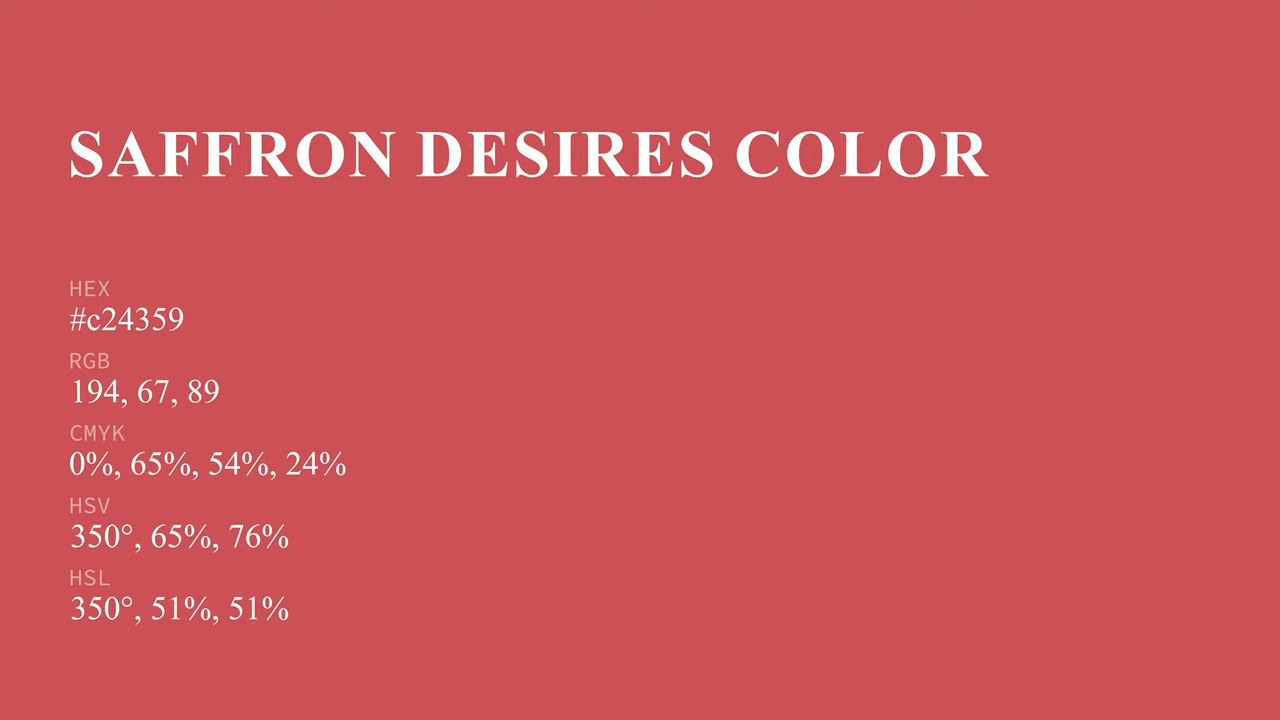 SAFFRON DESIRES COLOR
HEX
#c24359
RGB
194, 67, 89
CMYK
0%, 65%, 54%, 24%
HSV
350°, 65%, 76%
HSL
350°, 51%, 51%